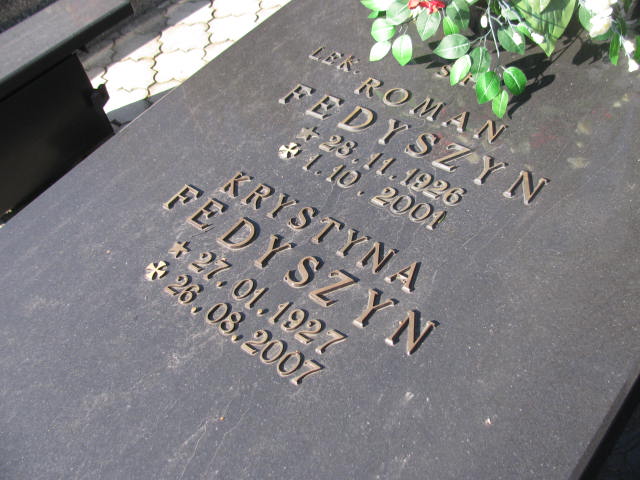 LEK. ROMAN
FEDYSZYN
23.11.1926
1.10.2001
KRYSTYNA
FEDYSZYN
27.01.1927
26.08.2007